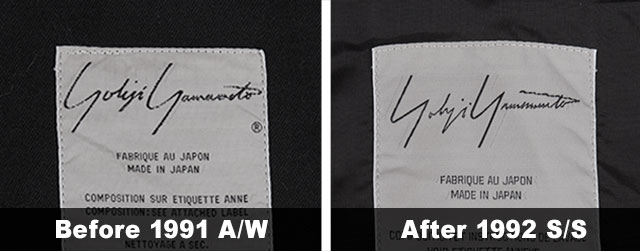 Yohji Yamamoto
®
FABRIQUE AU JAPON
MADE IN JAPAN
COMPOSITION SUR ETIQUETTE ANNE
COMPOSITION: SEE ATTACHED LABEL
NETTOYAGE A SEC.
Before 1991 A/W
Yohji Yamamoto
FABRIQUE AU JAPON
MADE IN JAPAN
After 1992 S/S